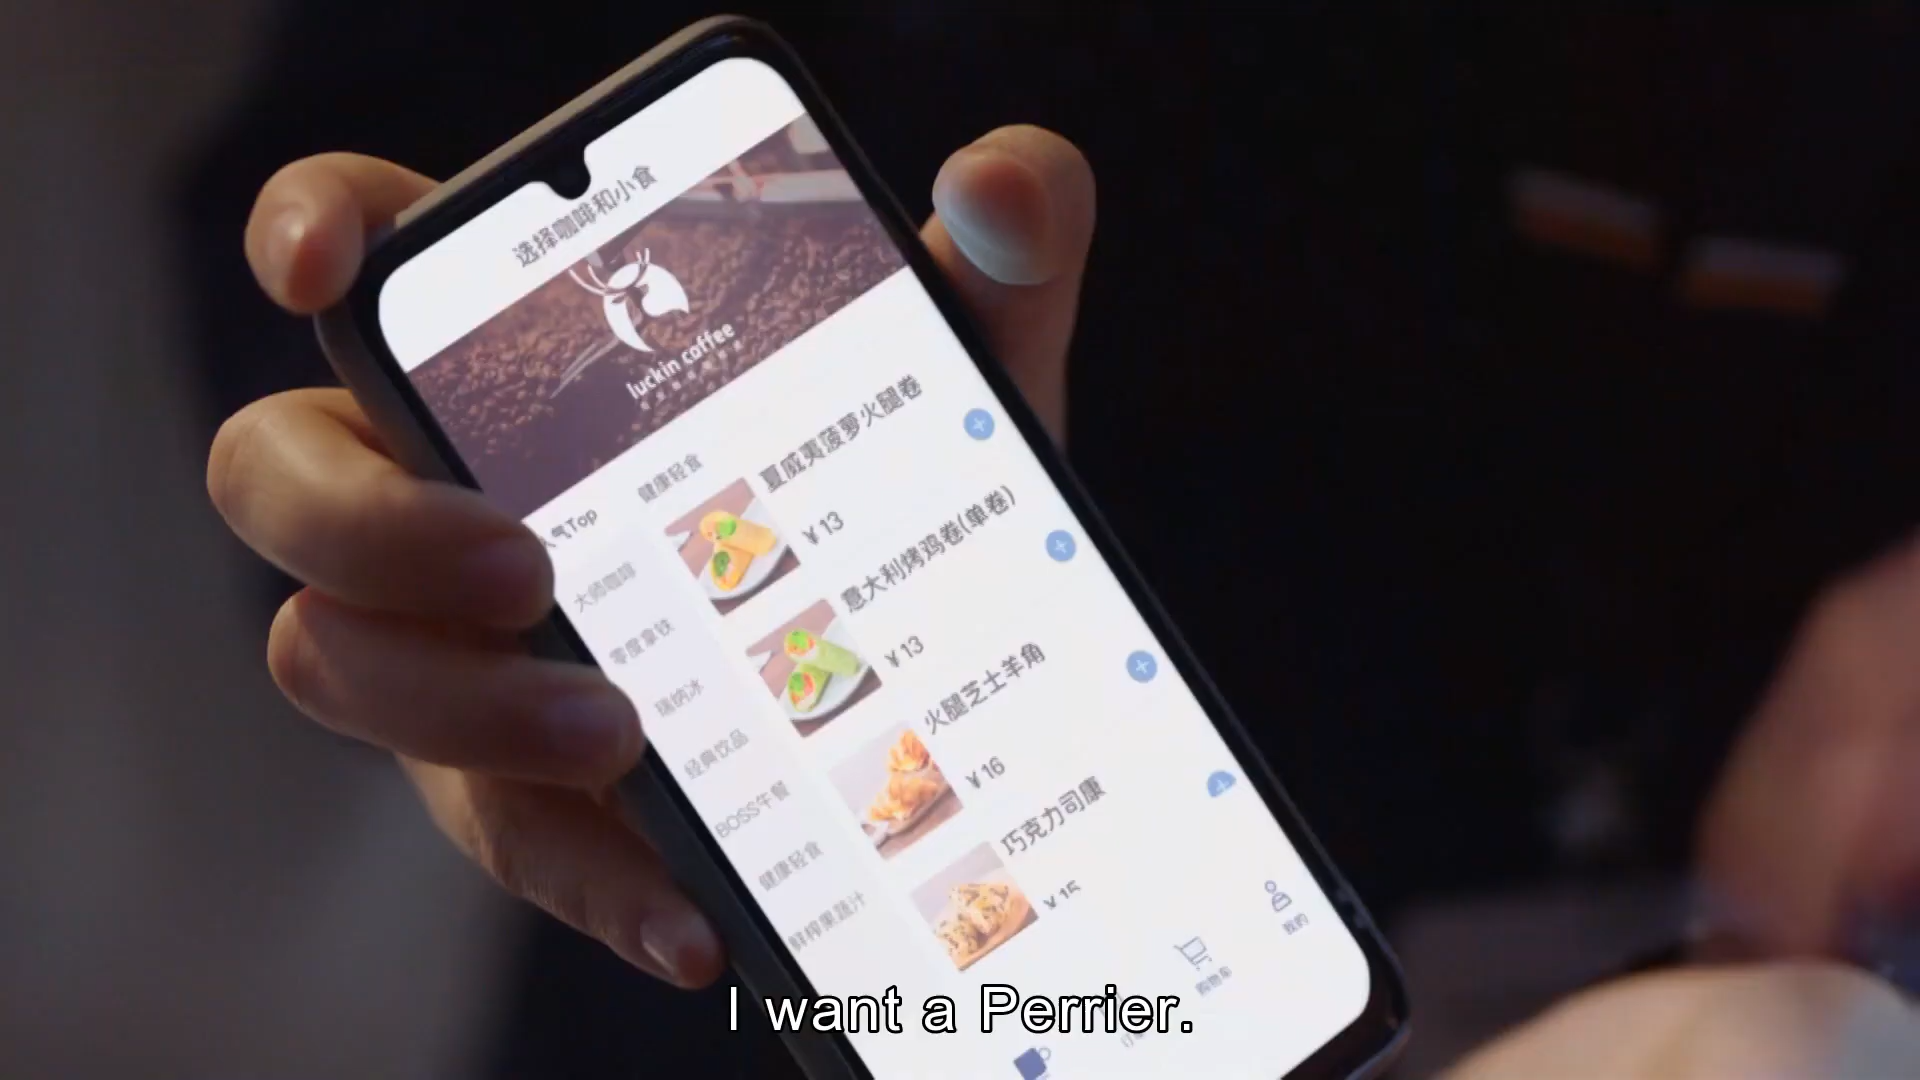 选择咖啡和小食
luckin coffee
人气Top
大师咖啡
零度拿铁
瑞纳冰
经典饮品
BOSS午餐
健康轻食
鲜榨果蔬汁
健康轻食
夏威夷菠萝火腿卷
¥13
意大利烤鸡卷(单卷)
¥13
火腿芝士羊角
¥16
巧克力司康
¥15
购物车
我的
I want a Perrier.